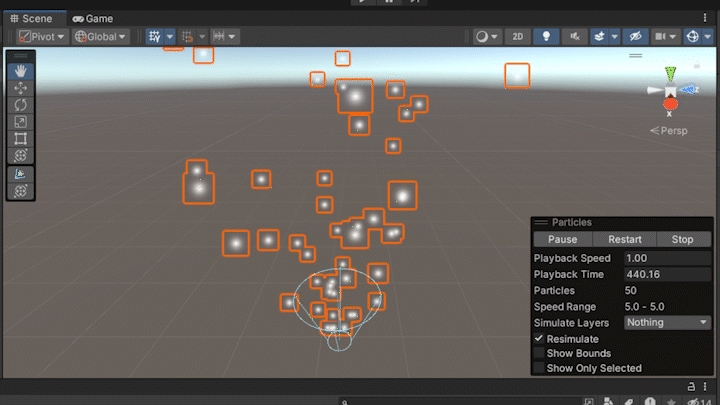 Scene Game
Pivot Global 2D
z
x
Persp
Particles
Pause Restart Stop
Playback Speed 1.00
Playback Time 440.16
Particles 50
Speed Range 5.0 - 5.0
Simulate Layers Nothing
Resimulate
Show Bounds
Show Only Selected
14